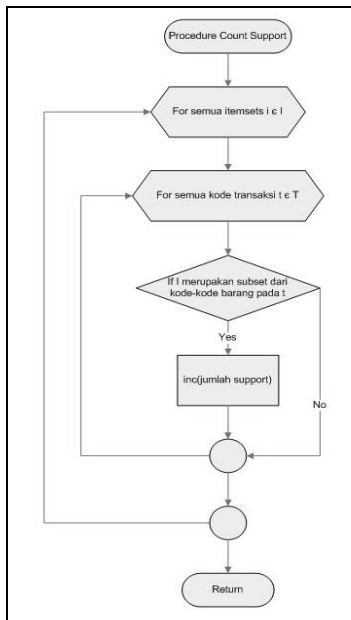 Procedure Count Support
For semua itemsets i ϵ I
For semua kode transaksi t ϵ T
If I merupakan subset dari
kode-kode barang pada t
Yes
inc(jumlah support)
No
Return